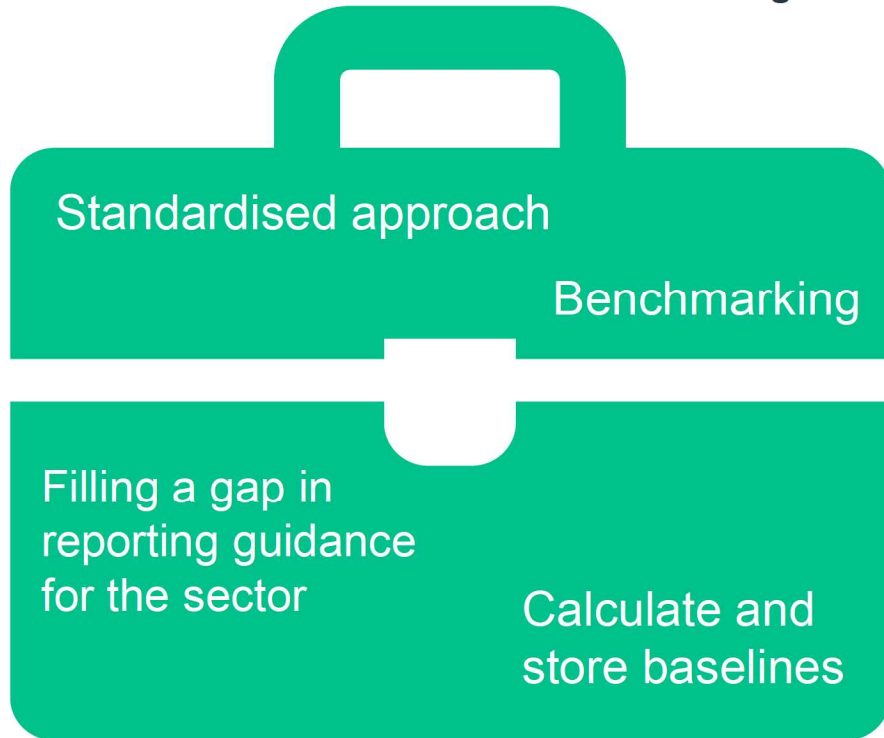 Standardised approach
Benchmarking
Filling a gap in
reporting guidance
for the sector
Calculate and
store baselines